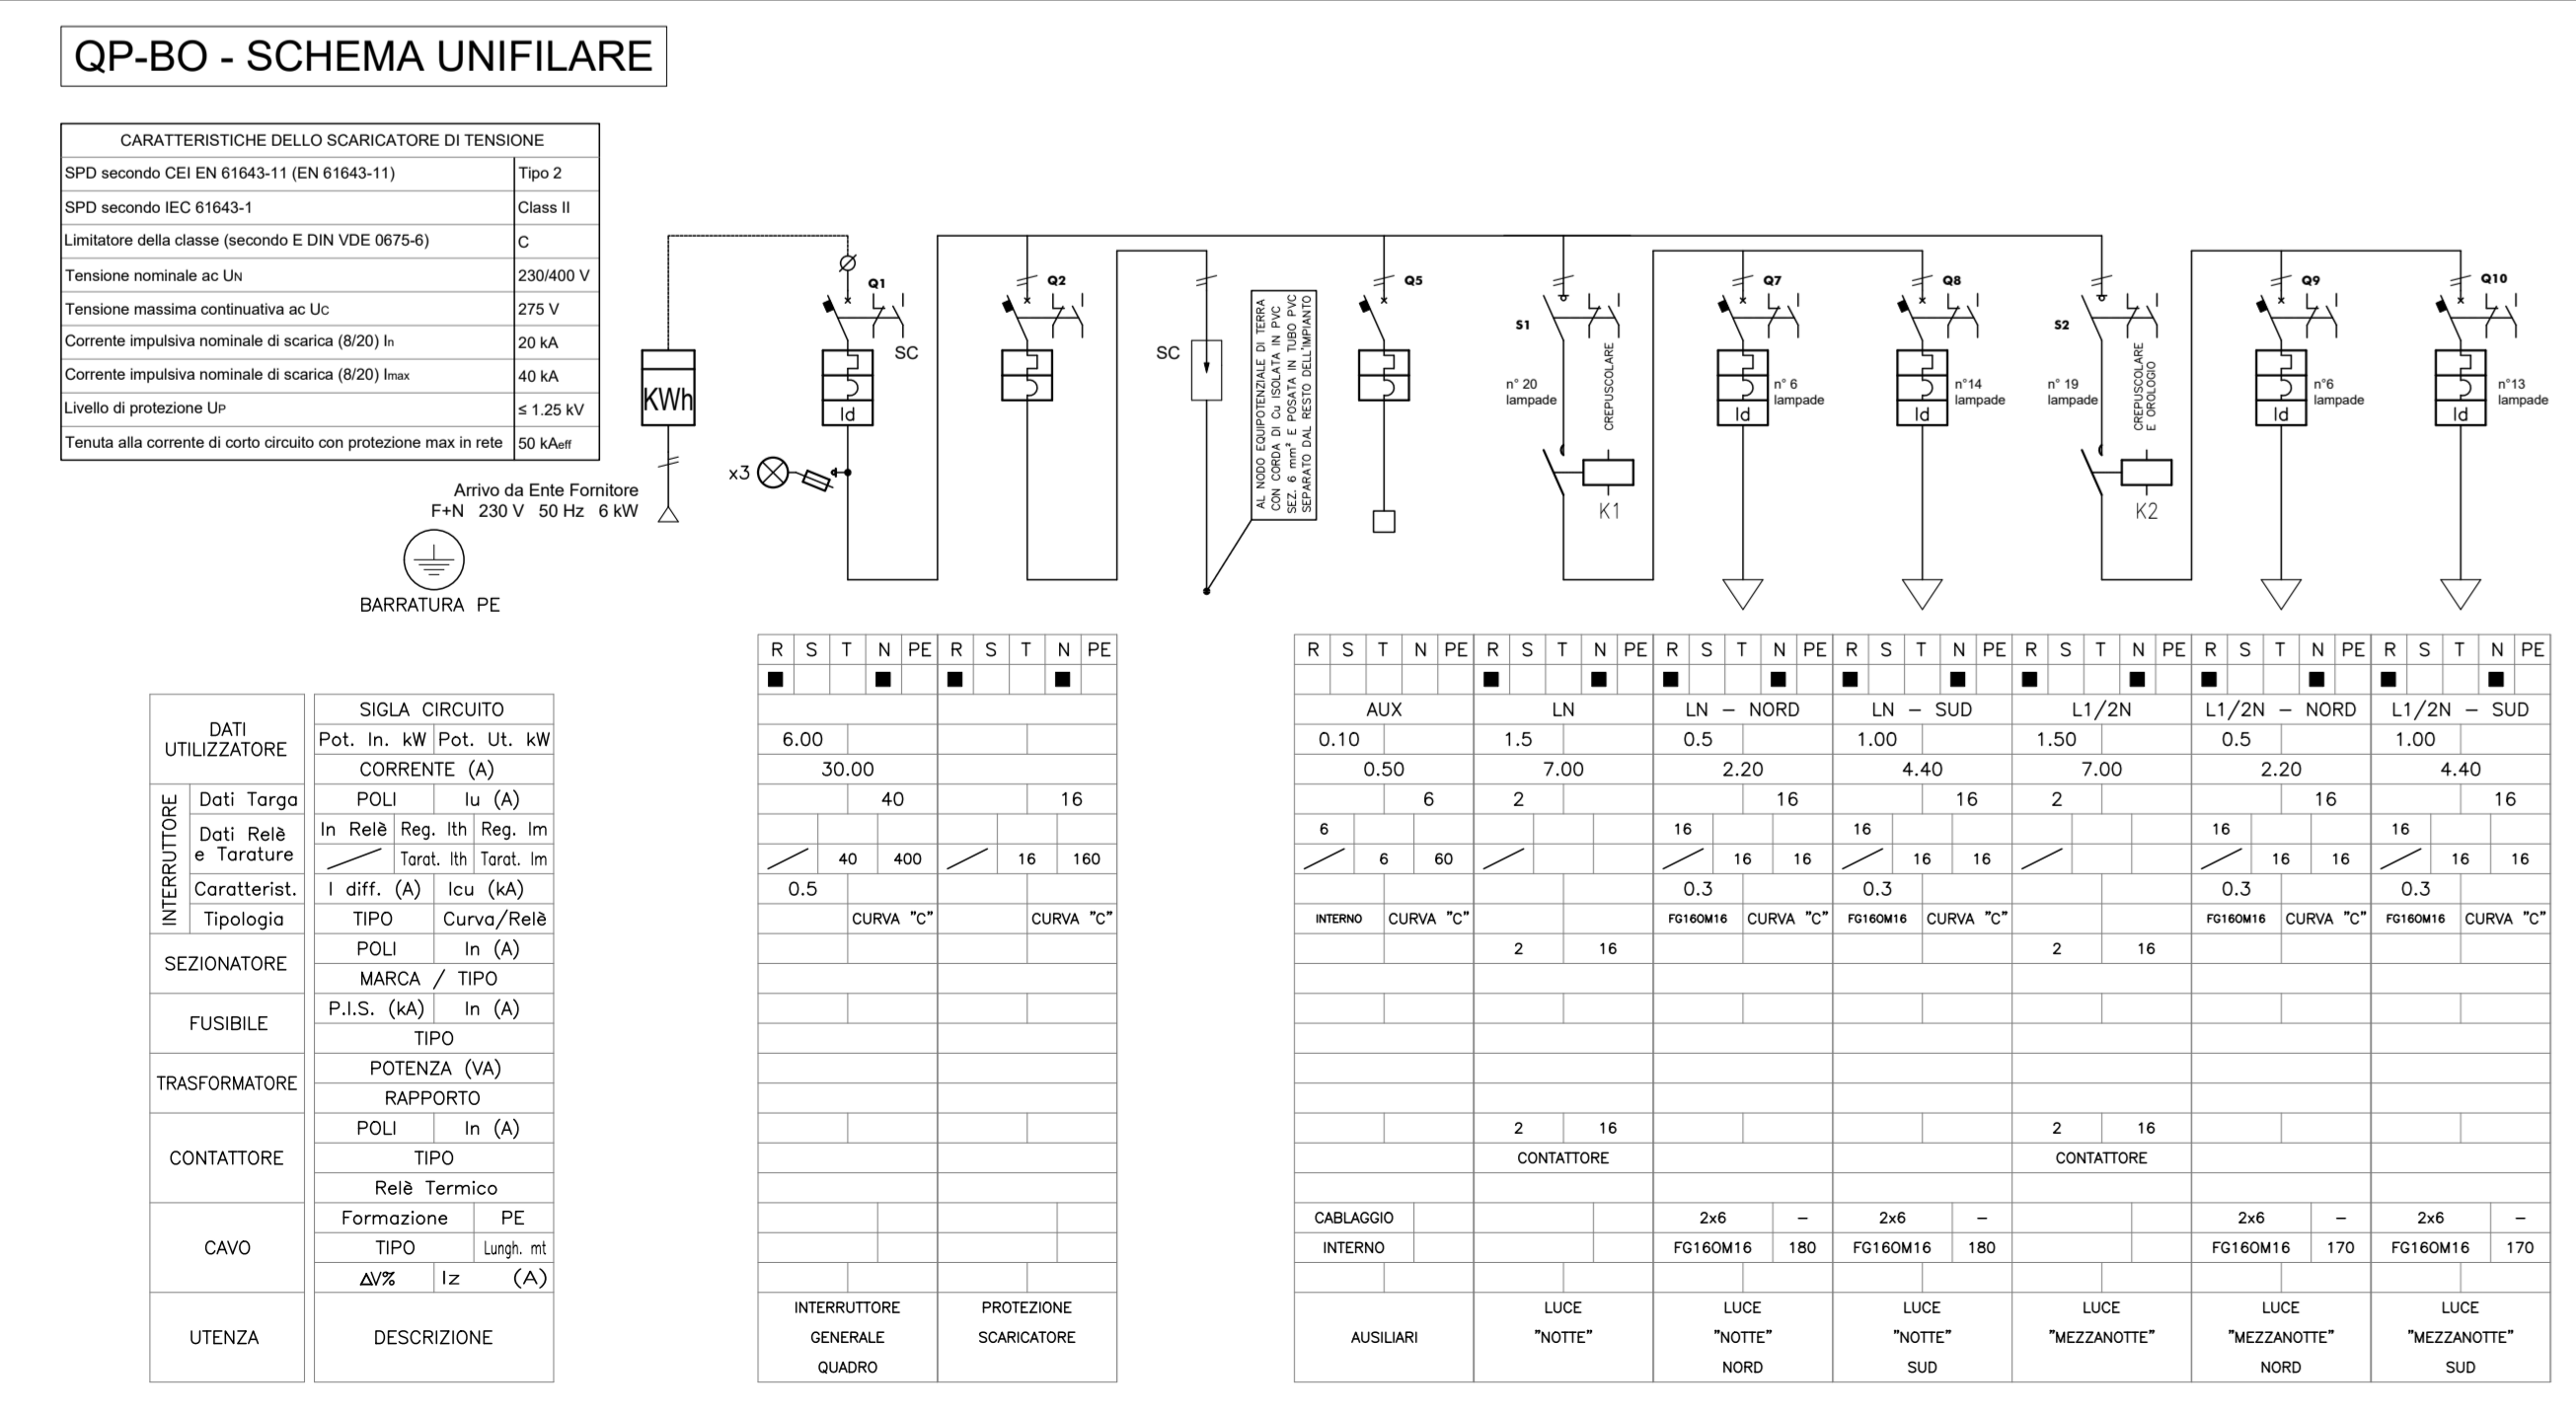 QP-BO - SCHEMA UNIFILARE
CARATTERISTICHE DELLO SCARICATORE DI TENSIONE
SPD secondo CEI EN 61643-11 (EN 61643-11) Tipo 2
SPD secondo IEC 61643-1 Class II
Limitatore della classe (secondo E DIN VDE 0675-6) C
Tensione nominale ac UN 230/400 V
Tensione massima continuativa ac UC 275 V
Corrente impulsiva nominale di scarica (8/20) In 20 kA
Corrente impulsiva nominale di scarica (8/20) Imax 40 kA
Livello di protezione UP ≤ 1.25 kV
Tenuta alla corrente di corto circuito con protezione max in rete 50 kAeff
Arrivo da Ente Fornitore
F+N 230 V 50 Hz 6 kW
BARRATURA PE
KWh
Q1
SC
Id
x3
Q2
SC
AL NODO EQUIPOTENZIALE DI TERRA
CON CORDA DI Cu ISOLATA IN PVC
SEZ. 6 mm² E POSATA IN TUBO PVC
SEPARATO DAL RESTO DELL'IMPIANTO
Q5
S1
n° 20
lampade
CREPUSCOLARE
K1
Q7
n° 6
lampade
Id
Q8
n°14
lampade
Id
S2
n° 19
lampade
CREPUSCOLARE
E OROLOGIO
K2
Q9
n°6
lampade
Id
Q10
n°13
lampade
Id
R S T N PE R S T N PE R S T N PE R S T N PE R S T N PE R S T N PE R S T N PE R S T N PE R S T N PE
DATI
UTILIZZATORE
SIGLA CIRCUITO AUX LN LN – NORD LN – SUD L1/2N L1/2N – NORD L1/2N – SUD
Pot. In. kW Pot. Ut. kW 6.00 0.10 1.5 0.5 1.00 1.50 0.5 1.00
CORRENTE (A) 30.00 0.50 7.00 2.20 4.40 7.00 2.20 4.40
INTERRUTTORE
Dati Targa POLI Iu (A) 40 16 6 2 16 16 2 16 16
Dati Relè
e Tarature
In Relè Reg. Ith Reg. Im 6 16 16 16 16
Tarat. Ith Tarat. Im 40 400 16 160 6 60 16 16 16 16 16 16 16 16
Caratterist. I diff. (A) Icu (kA) 0.5 0.3 0.3 0.3 0.3
Tipologia TIPO Curva/Relè CURVA "C" CURVA "C" INTERNO CURVA "C" FG16OM16 CURVA "C" FG16OM16 CURVA "C" FG16OM16 CURVA "C" FG16OM16 CURVA "C"
SEZIONATORE
POLI In (A) 2 16 2 16
MARCA / TIPO
FUSIBILE
P.I.S. (kA) In (A)
TIPO
TRASFORMATORE
POTENZA (VA)
RAPPORTO
CONTATTORE
POLI In (A) 2 16 2 16
TIPO CONTATTORE CONTATTORE
Relè Termico
CAVO
Formazione PE CABLAGGIO 2x6 – 2x6 – 2x6 – 2x6 –
TIPO Lungh. mt INTERNO FG16OM16 180 FG16OM16 180 FG16OM16 170 FG16OM16 170
ΔV% Iz (A)
UTENZA
DESCRIZIONE
INTERRUTTORE
GENERALE
QUADRO
PROTEZIONE
SCARICATORE
AUSILIARI
LUCE
"NOTTE"
LUCE
"NOTTE"
NORD
LUCE
"NOTTE"
SUD
LUCE
"MEZZANOTTE"
LUCE
"MEZZANOTTE"
NORD
LUCE
"MEZZANOTTE"
SUD